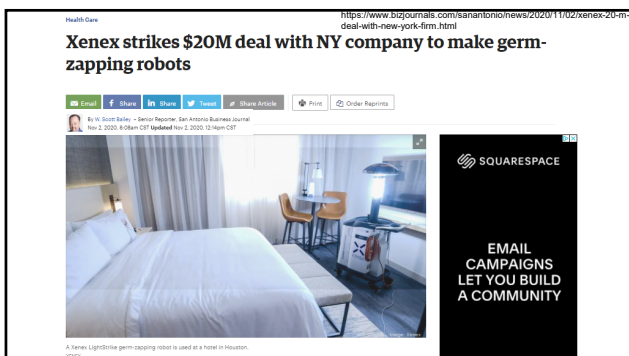 Health Care
https://www.bizjournals.com/sanantonio/news/2020/11/02/xenex-20-m-
deal-with-new-york-firm.html
Xenex strikes $20M deal with NY company to make germ-
zapping robots
Email
Share
Share
Tweet
Share Article
Print
Order Reprints
By W. Scott Bailey – Senior Reporter, San Antonio Business Journal
Nov 2, 2020, 8:08am CST Updated Nov 2, 2020, 12:14pm CST
SQUARESPACE
EMAIL
CAMPAIGNS
LET YOU BUILD
A COMMUNITY
A Xenex LightStrike germ-zapping robot is used at a hotel in Houston.
XENEX